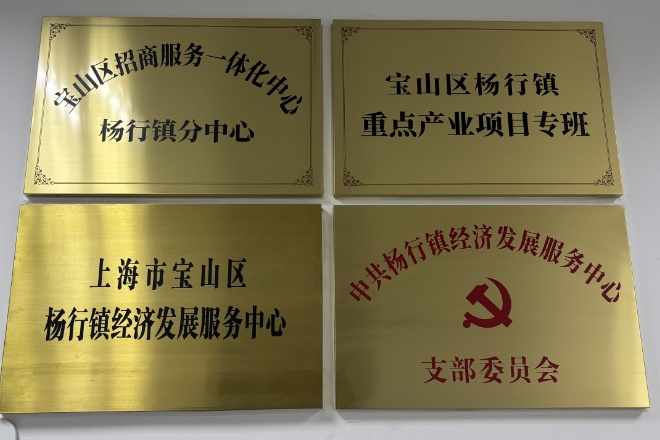 宝山区招商服务一体化中心
杨行镇分中心
宝山区杨行镇
重点产业项目专班
上海市宝山区
杨行镇经济发展服务中心
中共杨行镇经济发展服务中心
支部委员会